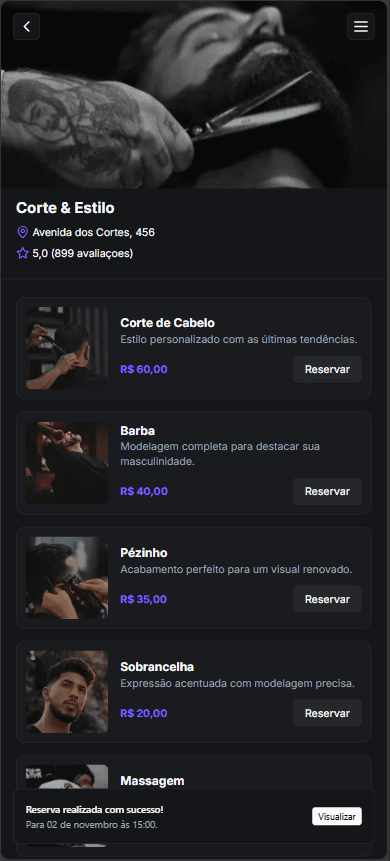 Corte & Estilo
Avenida dos Cortes, 456
5,0 (899 avaliaçoes)
Corte de Cabelo
Estilo personalizado com as últimas tendências.
R$ 60,00
Reservar
Barba
Modelagem completa para destacar sua
masculinidade.
R$ 40,00
Reservar
Pézinho
Acabamento perfeito para um visual renovado.
R$ 35,00
Reservar
Sobrancelha
Expressão acentuada com modelagem precisa.
R$ 20,00
Reservar
Massagem
Reserva realizada com sucesso!
Para 02 de novembro às 15:00.
Visualizar